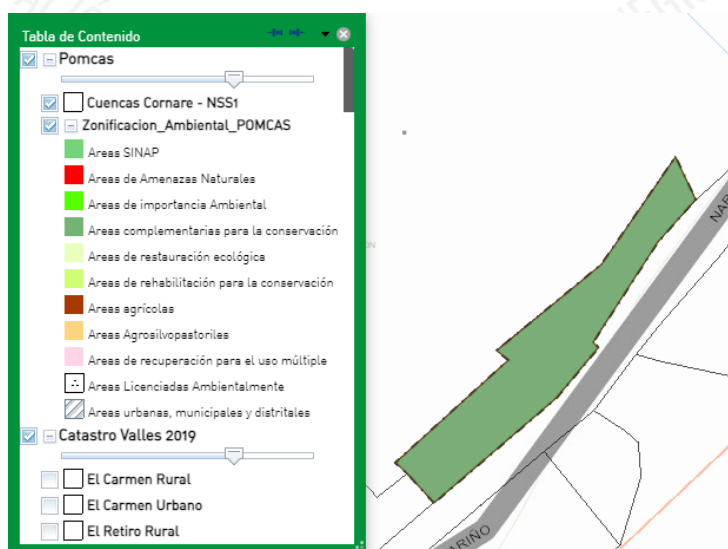 Tabla de Contenido
Pomcas
Cuencas Cornare - NSS1
Zonificacion_Ambiental_POMCAS
Areas SINAP
Areas de Amenazas Naturales
Areas de importancia Ambiental
Areas complementarias para la conservación
Areas de restauración ecológica
Areas de rehabilitación para la conservación
Areas agrícolas
Areas Agrosilvopastoriles
Areas de recuperación para el uso múltiple
Areas Licenciadas Ambientalmente
Areas urbanas, municipales y distritales
Catastro Valles 2019
El Carmen Rural
El Carmen Urbano
El Retiro Rural
NAR
ARIÑO